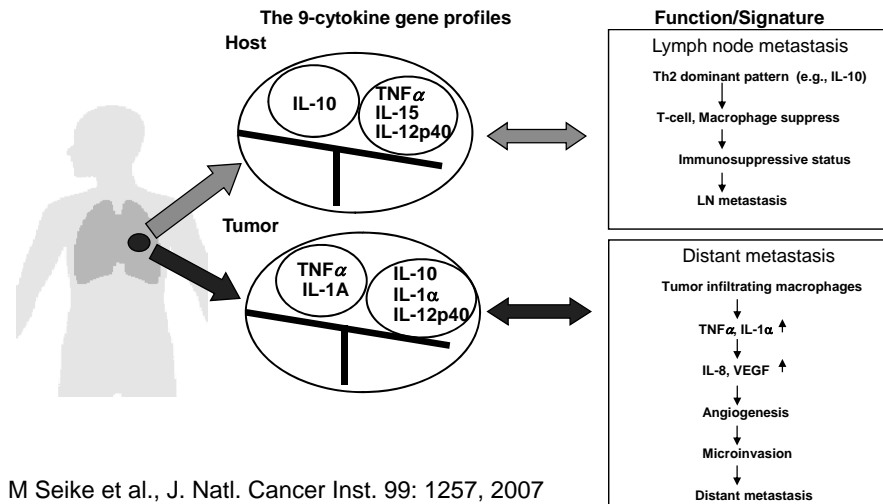 The 9-cytokine gene profiles
Host
IL-10
TNFα
IL-15
IL-12p40
Tumor
TNFα
IL-1A
IL-10
IL-1α
IL-12p40
Function/Signature
Lymph node metastasis
Th2 dominant pattern (e.g., IL-10)
T-cell, Macrophage suppress
Immunosuppressive status
LN metastasis
Distant metastasis
Tumor infiltrating macrophages
TNFα, IL-1α
IL-8, VEGF
Angiogenesis
Microinvasion
Distant metastasis
M Seike et al., J. Natl. Cancer Inst. 99: 1257, 2007